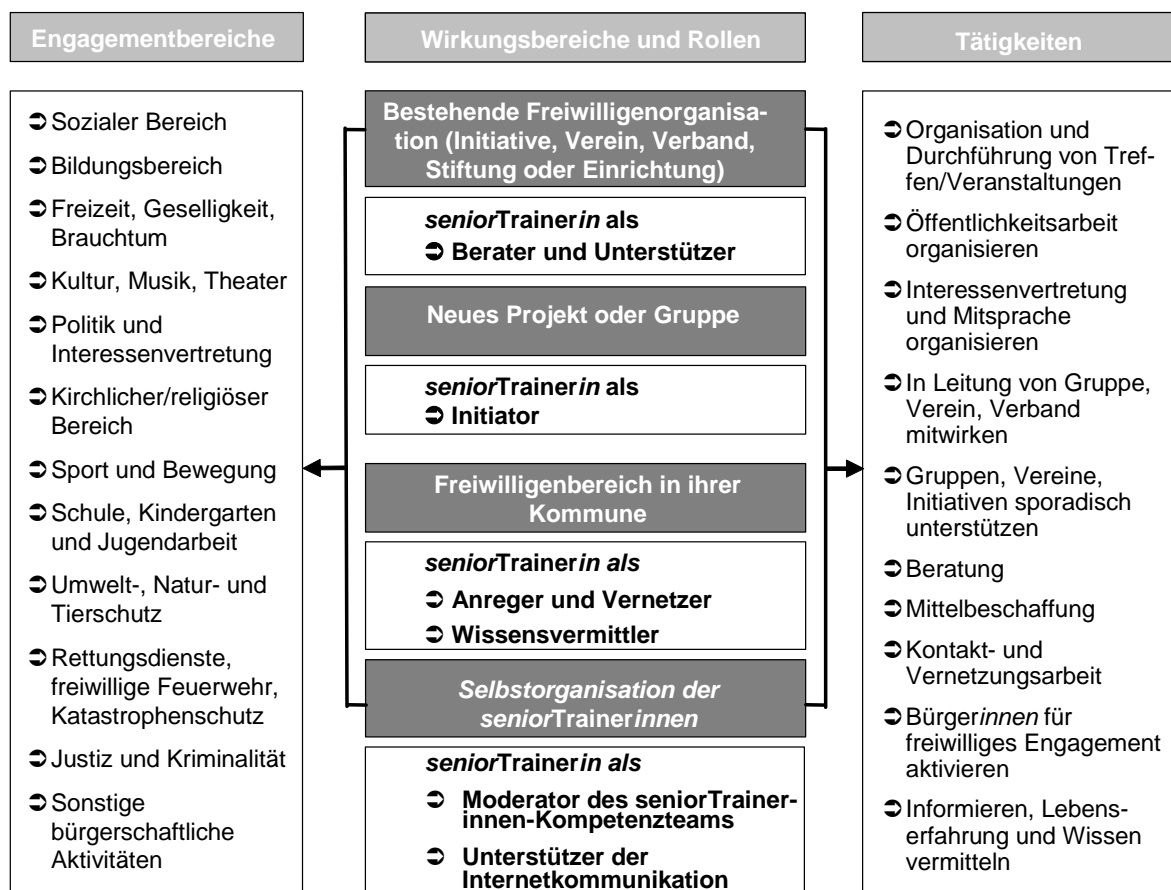 Engagementbereiche
Sozialer Bereich
Bildungsbereich
Freizeit, Geselligkeit,
Brauchtum
Kultur, Musik, Theater
Politik und
Interessenvertretung
Kirchlicher/religiöser
Bereich
Sport und Bewegung
Schule, Kindergarten
und Jugendarbeit
Umwelt-, Natur- und
Tierschutz
Rettungsdienste,
freiwillige Feuerwehr,
Katastrophenschutz
Justiz und Kriminalität
Sonstige
bürgerschaftliche
Aktivitäten
Wirkungsbereiche und Rollen
Bestehende Freiwilligenorganisa-
tion (Initiative, Verein, Verband,
Stiftung oder Einrichtung)
seniorTrainerin als
Berater und Unterstützer
Neues Projekt oder Gruppe
seniorTrainerin als
Initiator
Freiwilligenbereich in ihrer
Kommune
seniorTrainerin als
Anreger und Vernetzer
Wissensvermittler
Selbstorganisation der
seniorTrainerinnen
seniorTrainerin als
Moderator des seniorTrainer-
innen-Kompetenzteams
Unterstützer der
Internetkommunikation
Tätigkeiten
Organisation und
Durchführung von Tref-
fen/Veranstaltungen
Öffentlichkeitsarbeit
organisieren
Interessenvertretung
und Mitsprache
organisieren
In Leitung von Gruppe,
Verein, Verband
mitwirken
Gruppen, Vereine,
Initiativen sporadisch
unterstützen
Beratung
Mittelbeschaffung
Kontakt- und
Vernetzungsarbeit
Bürgerinnen für
freiwilliges Engagement
aktivieren
Informieren, Lebens-
erfahrung und Wissen
vermitteln